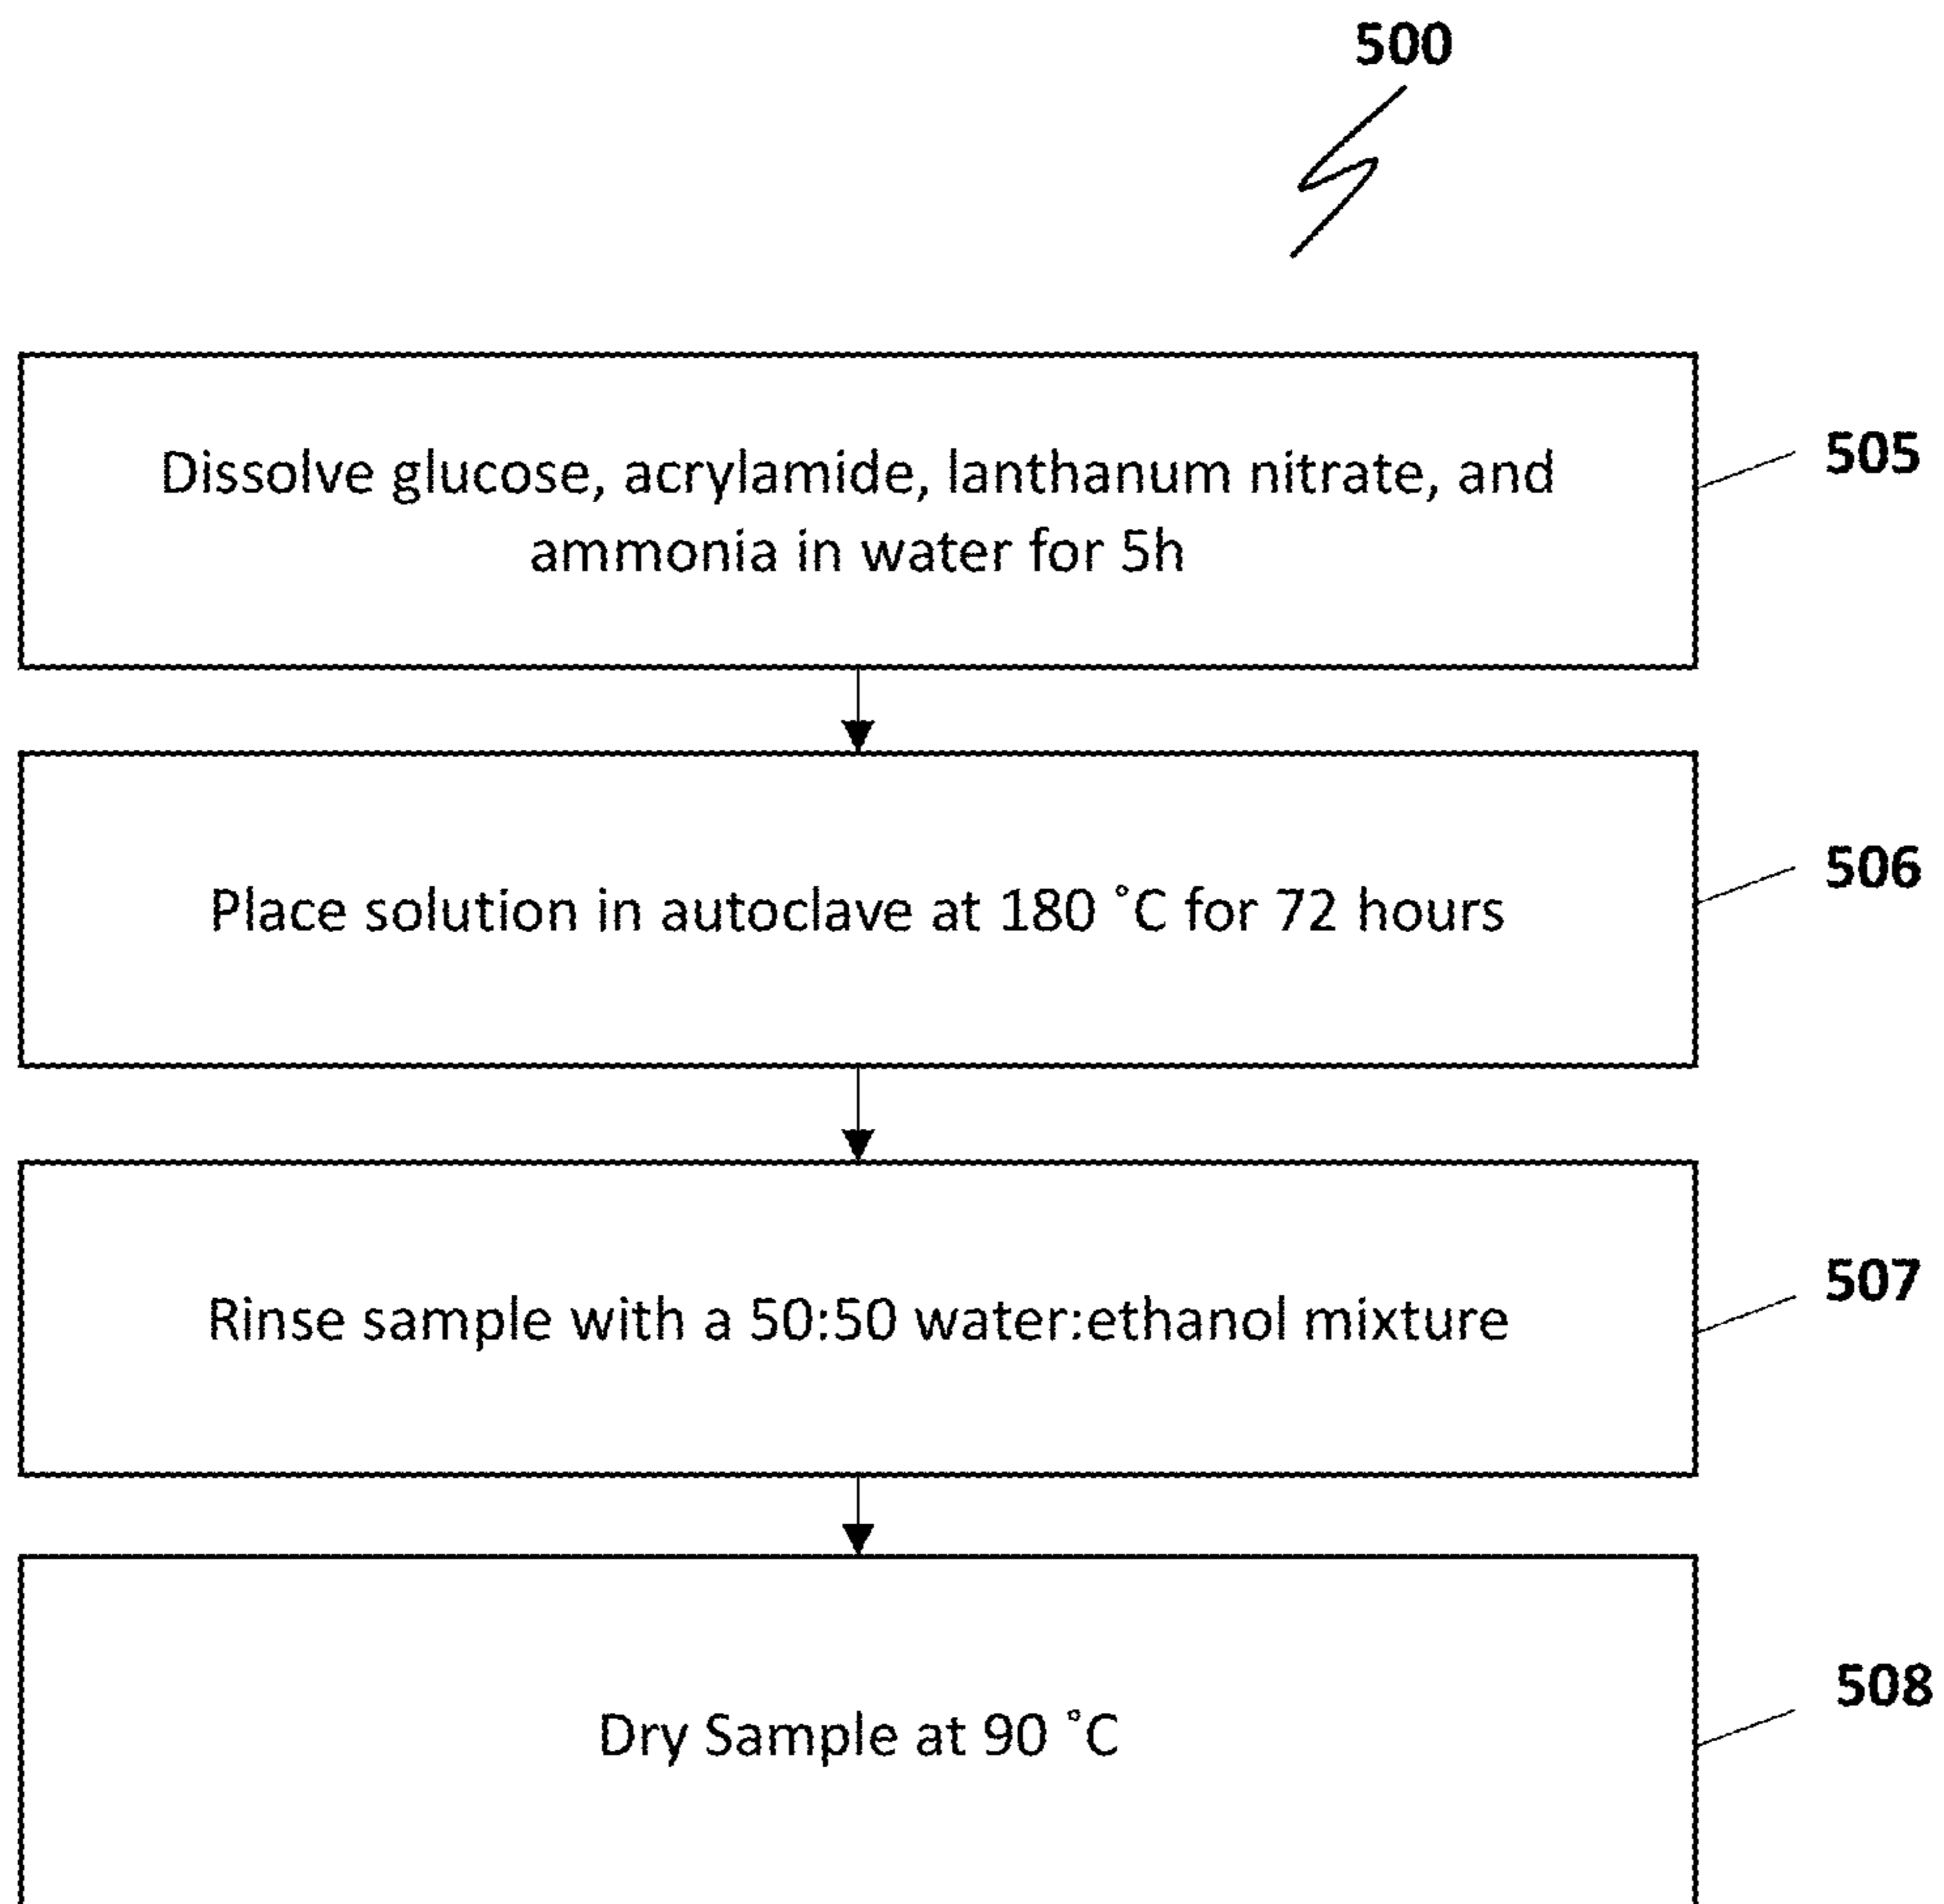 500
Dissolve glucose, acrylamide, lanthanum nitrate, and
ammonia in water for 5h
505
Place solution in autoclave at 180 ˚C for 72 hours
506
Rinse sample with a 50:50 water:ethanol mixture
507
Dry Sample at 90 ˚C
508